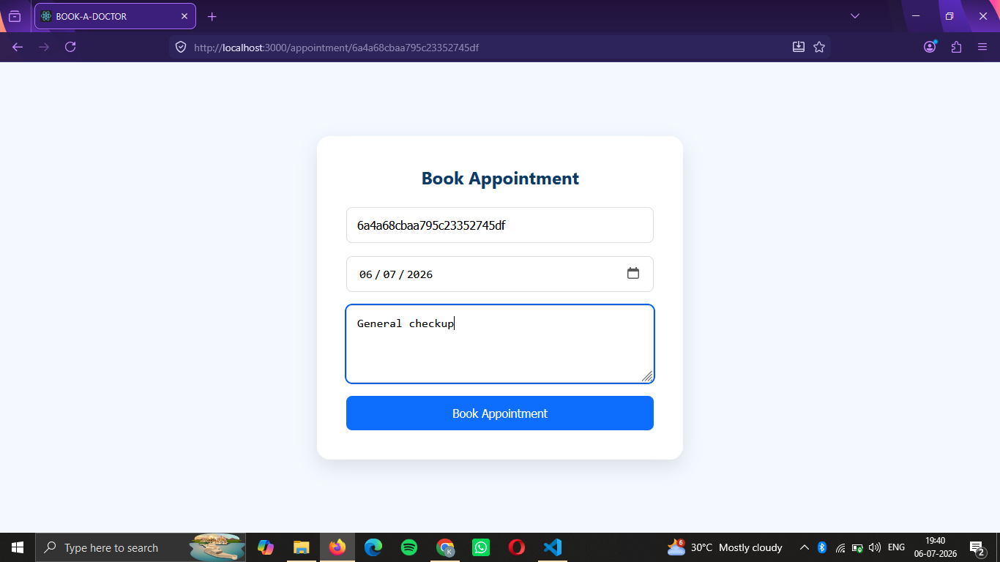 BOOK-A-DOCTOR
http://localhost:3000/appointment/6a4a68cbaa795c23352745df
Book Appointment
6a4a68cbaa795c23352745df
06/07/2026
General checkup
Book Appointment
Type here to search
K
6
30°C Mostly cloudy
ENG
19:40
06-07-2026
2